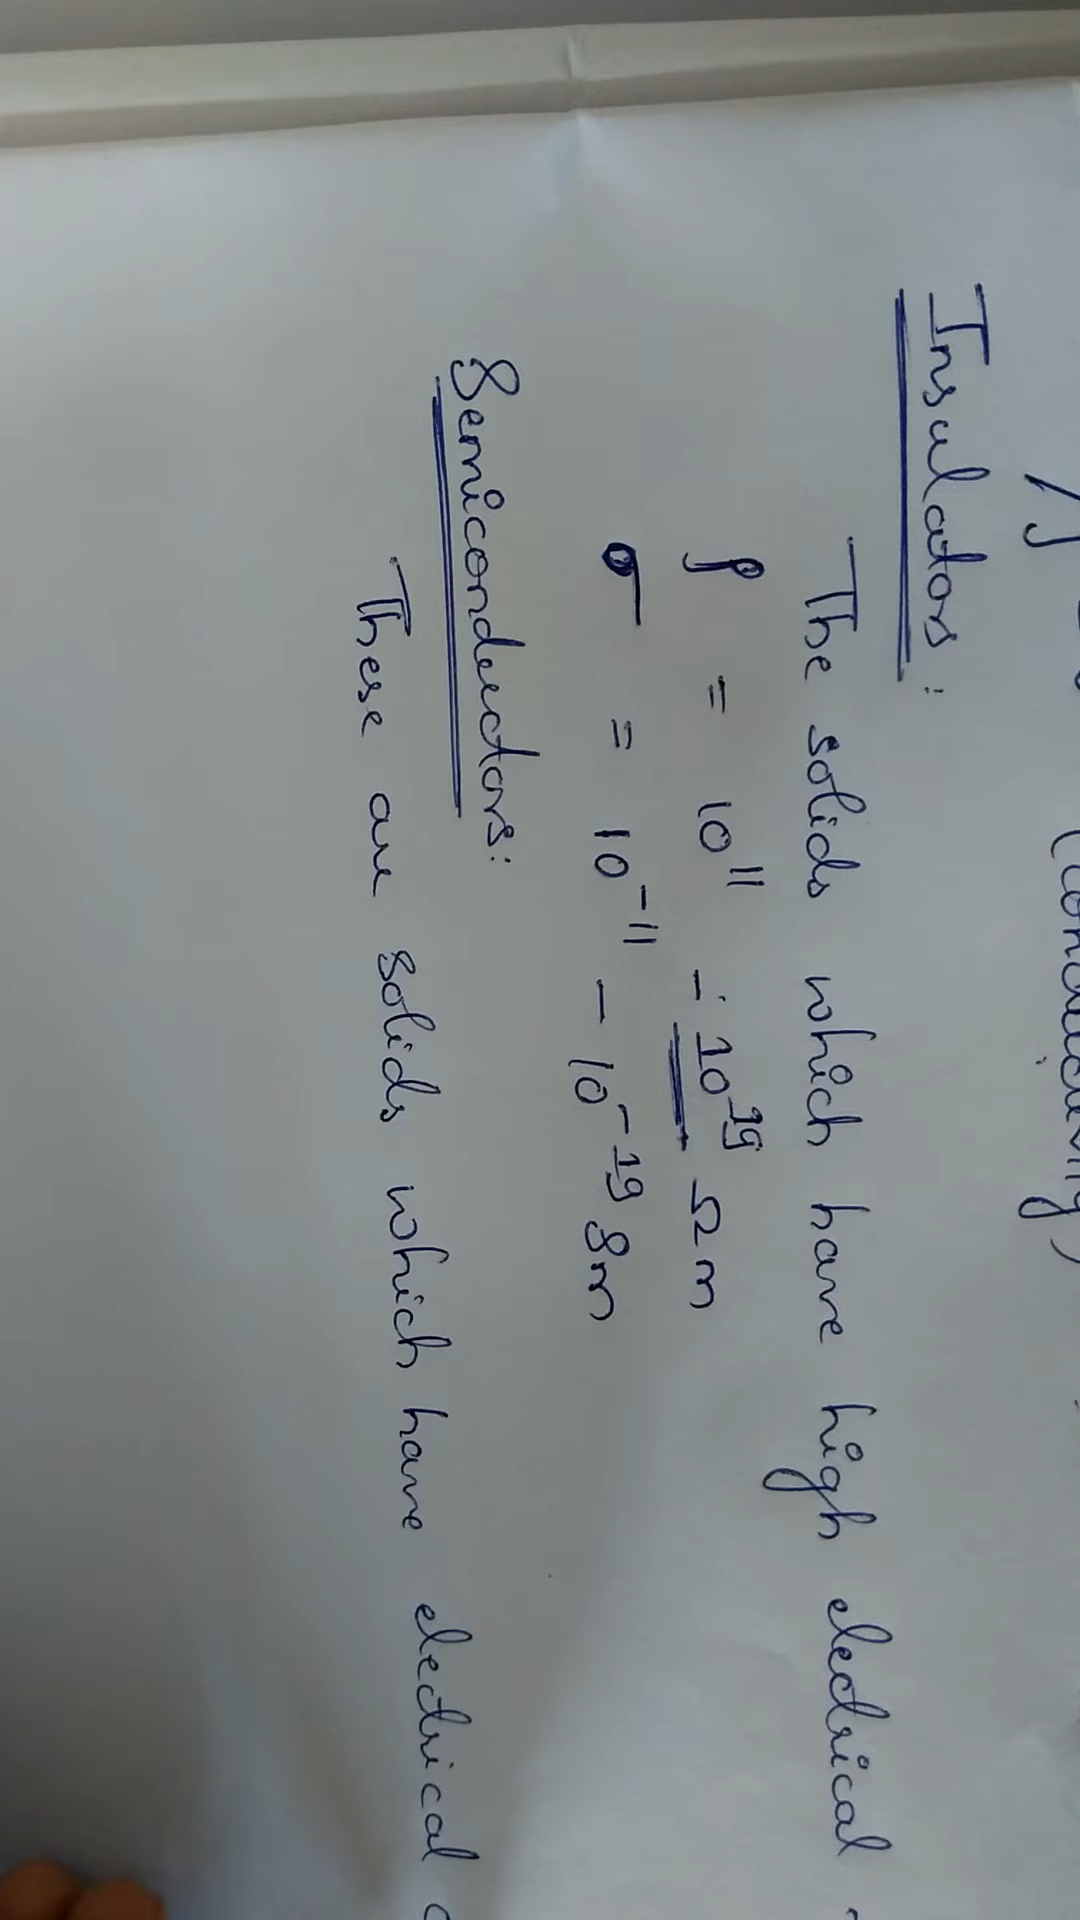 (conductivity)
Insulators:
The solids which have high electrical
ρ = 10¹¹ - 10¹⁹ Ωm
σ = 10⁻¹¹ - 10⁻¹⁹ Sm
Semiconductors:
These are solids which have electrical